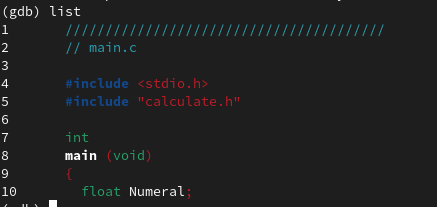 (gdb) list
1 ////////////////////////////////////////
2 // main.c
3
4 #include <stdio.h>
5 #include "calculate.h"
6
7 int
8 main (void)
9 {
10 float Numeral;
(gdb)